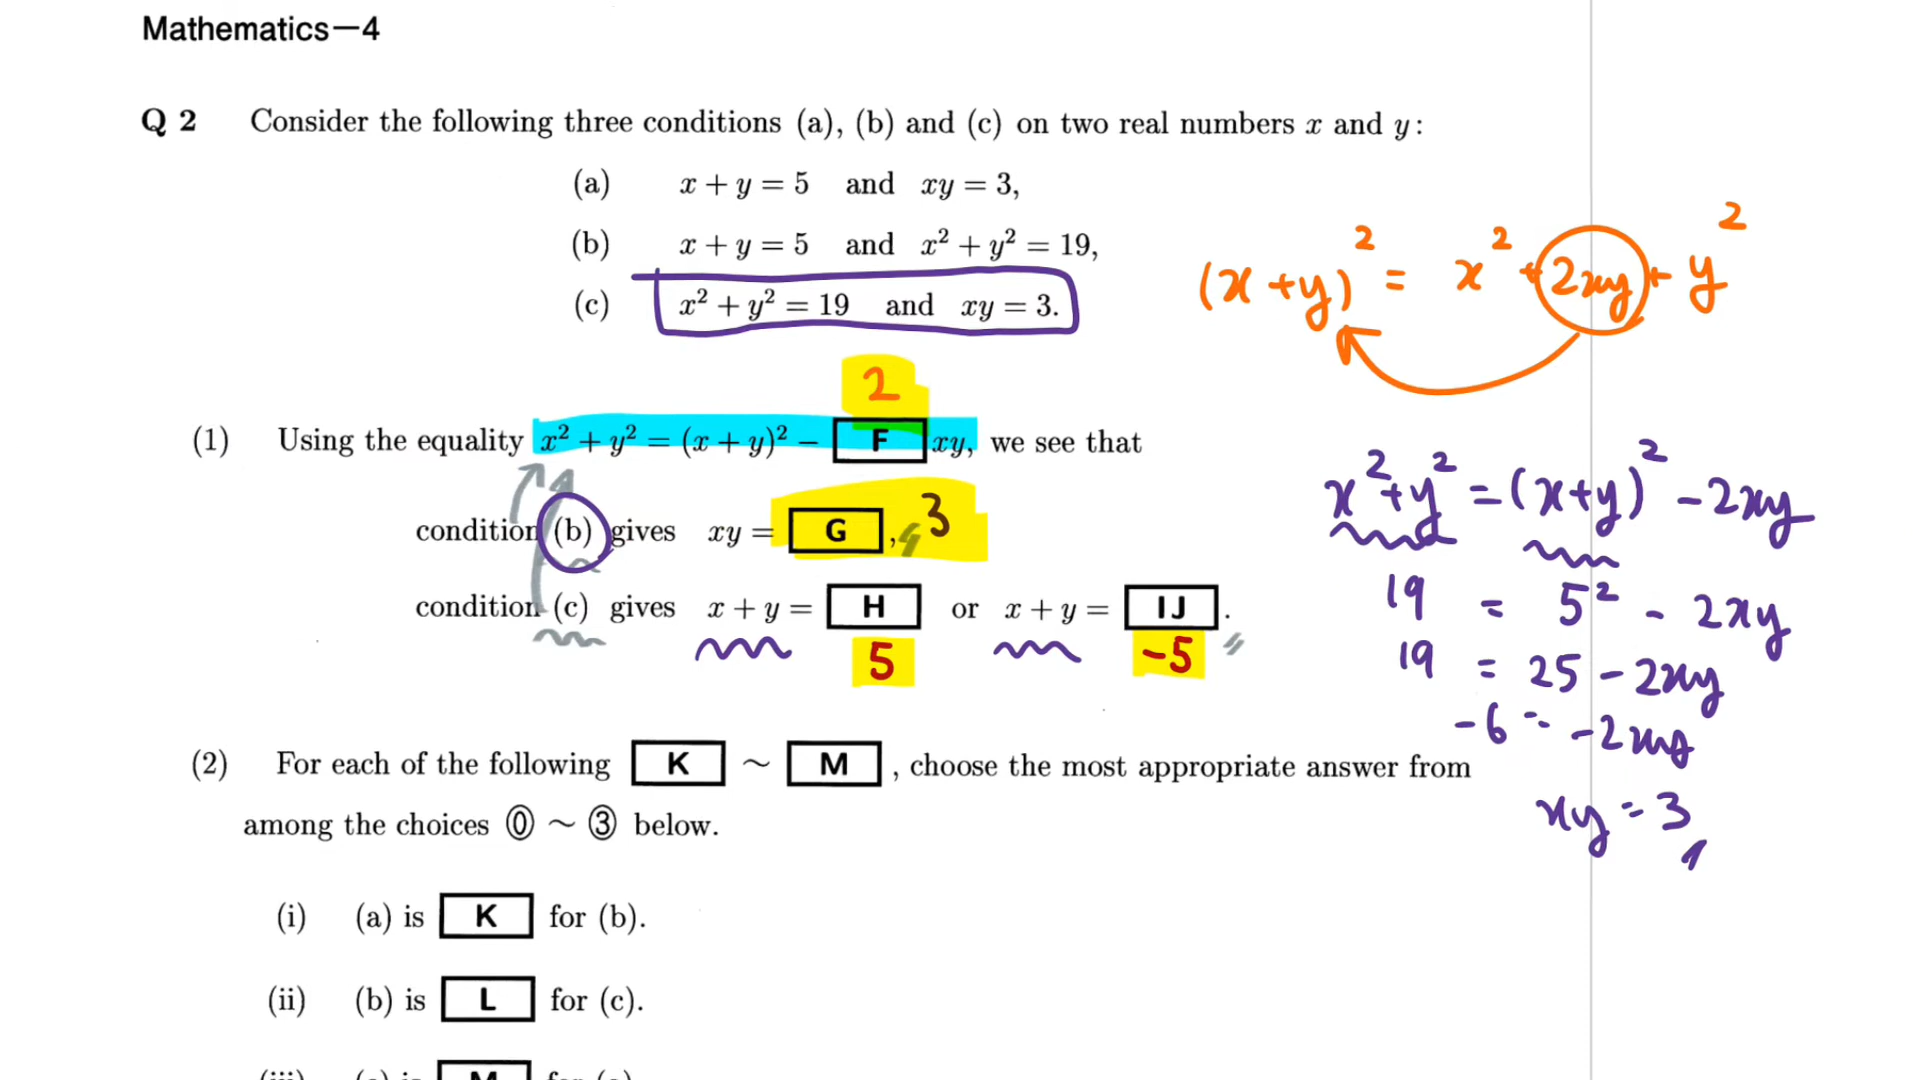 Mathematics—4
Q 2 Consider the following three conditions (a), (b) and (c) on two real numbers x and y:
(a) x + y = 5 and xy = 3,
(b) x + y = 5 and x² + y² = 19,
(c) x² + y² = 19 and xy = 3.
(x+y)² = x² + 2xy + y²
2
(1) Using the equality x² + y² = (x + y)² − F xy, we see that
x²+y² = (x+y)² - 2xy
condition (b) gives xy = G, 3
19 = 5² - 2xy
condition (c) gives x + y = H or x + y = IJ.
5 -5
19 = 25 - 2xy
-6 = -2xy
(2) For each of the following K ~ M, choose the most appropriate answer from
xy = 3
among the choices ⓪ ~ ③ below.
(i) (a) is K for (b).
(ii) (b) is L for (c).